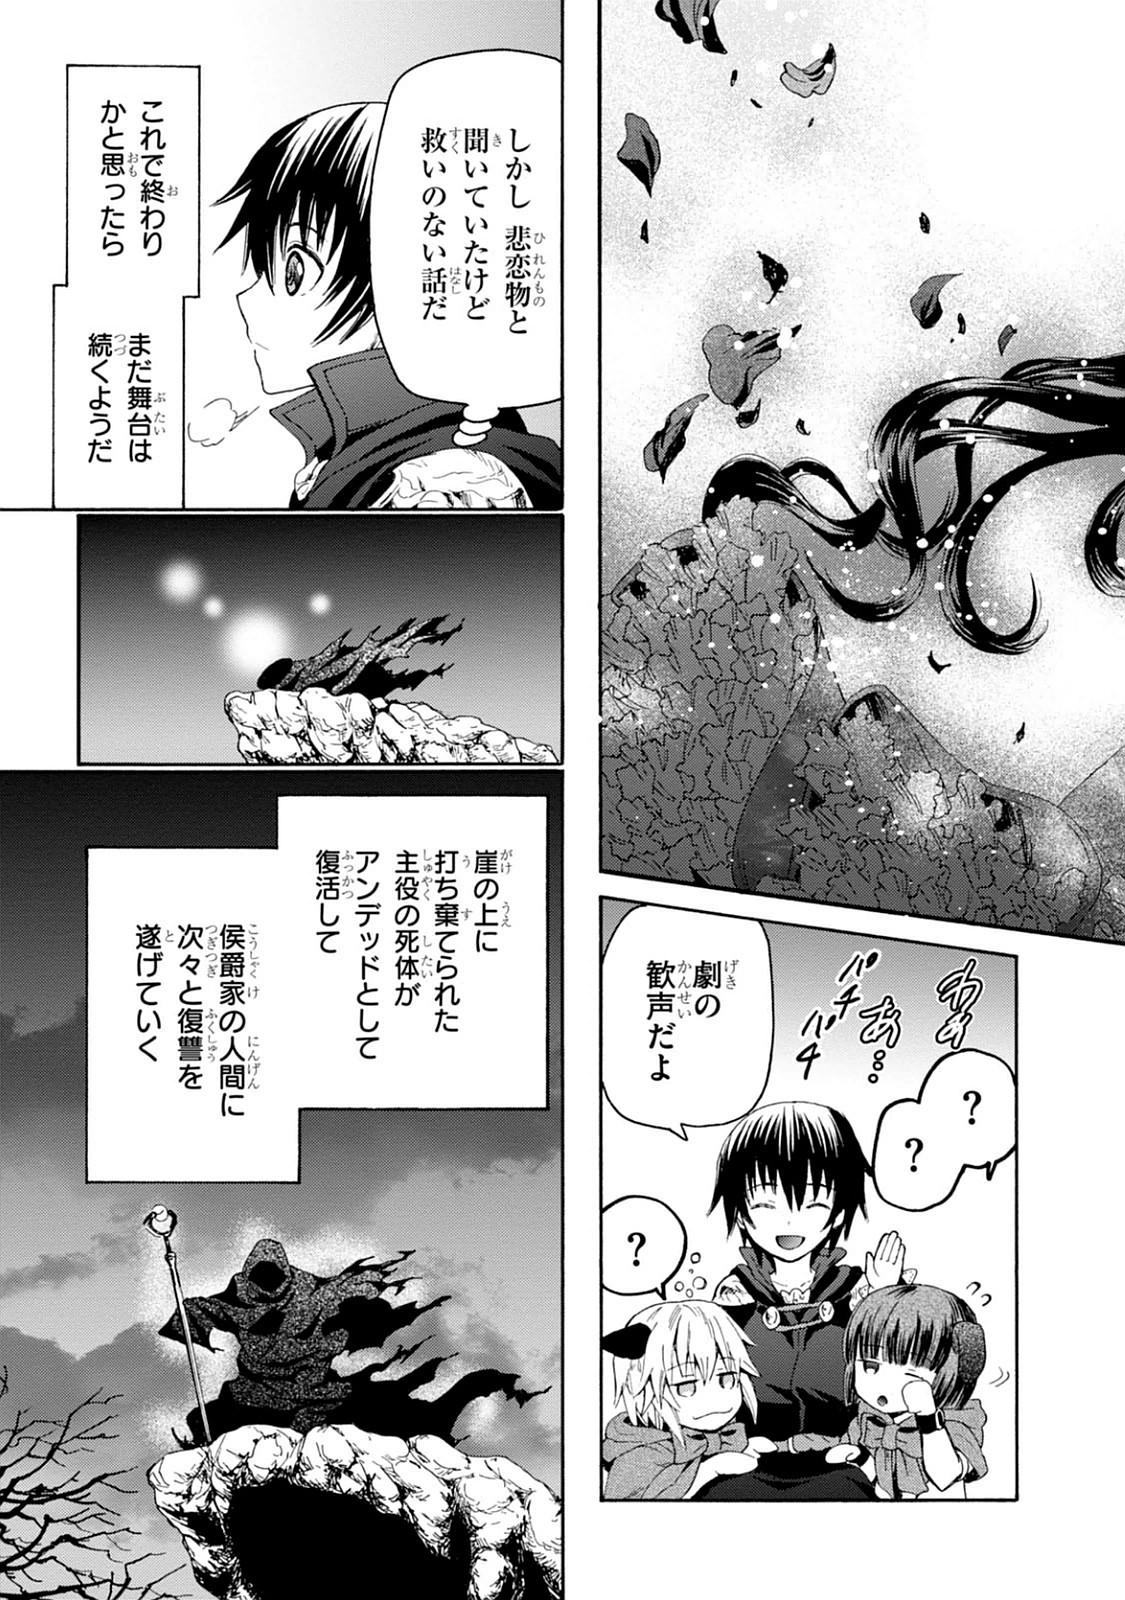 わぁ…
あ…
パチ
パチ
？
？
？
劇の
歓声だよ
しかし 悲恋物と
聞いていたけど
救いのない話だ
これで終わり
かと思ったら
まだ舞台は
続くようだ
崖の上に
打ち棄てられた
主役の死体が
アンデッドとして
復活して
侯爵家の人間に
次々と復讐を
遂げていく